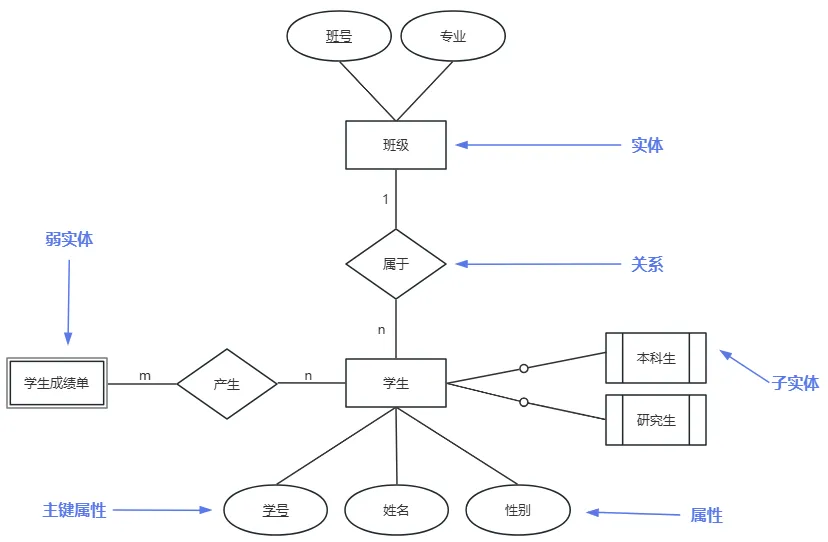 班号
专业
班级
实体
1
弱实体
属于
关系
n
学生成绩单
m
产生
n
学生
本科生
子实体
研究生
主键属性
学号
姓名
性别
属性